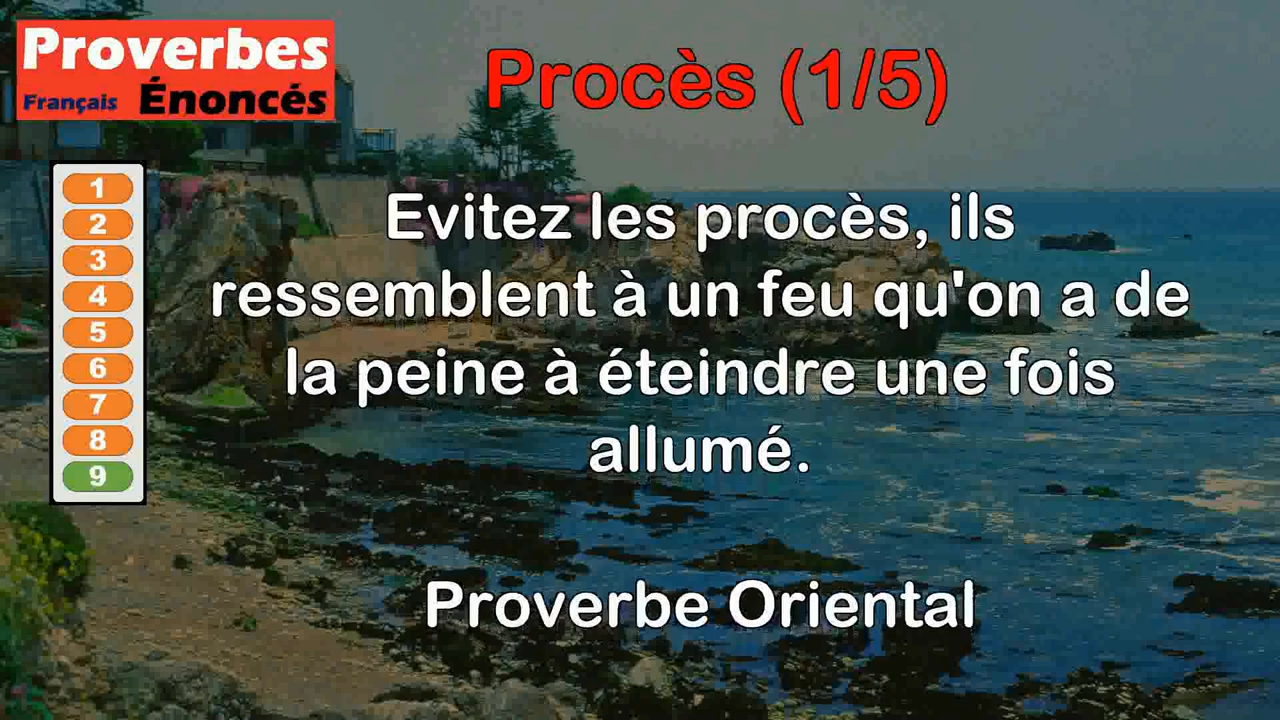 Proverbes
Français Énoncés
Procès (1/5)
1
2
3
4
5
6
7
8
9
Evitez les procès, ils
ressemblent à un feu qu'on a de
la peine à éteindre une fois
allumé.
Proverbe Oriental